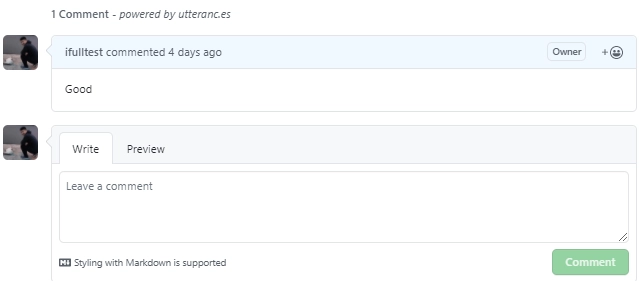 1 Comment - powered by utteranc.es
ifulltest commented 4 days ago Owner +
Good
Write Preview
Leave a comment
Styling with Markdown is supported Comment